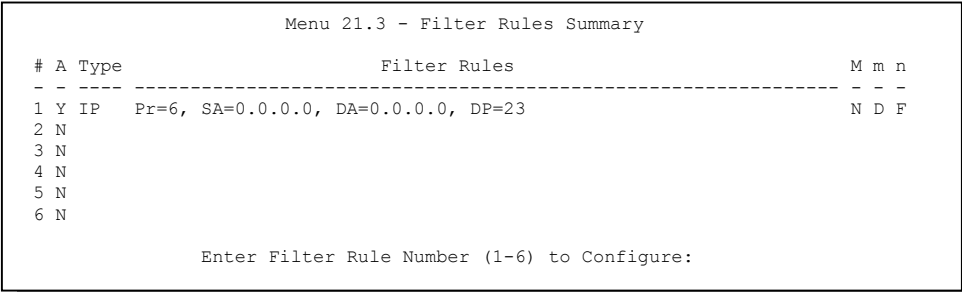 Menu 21.3 - Filter Rules Summary
# A Type Filter Rules M m n
- - ---- --------------------------------------------------------------- - - -
1 Y IP Pr=6, SA=0.0.0.0, DA=0.0.0.0, DP=23 N D F
2 N
3 N
4 N
5 N
6 N
Enter Filter Rule Number (1-6) to Configure: